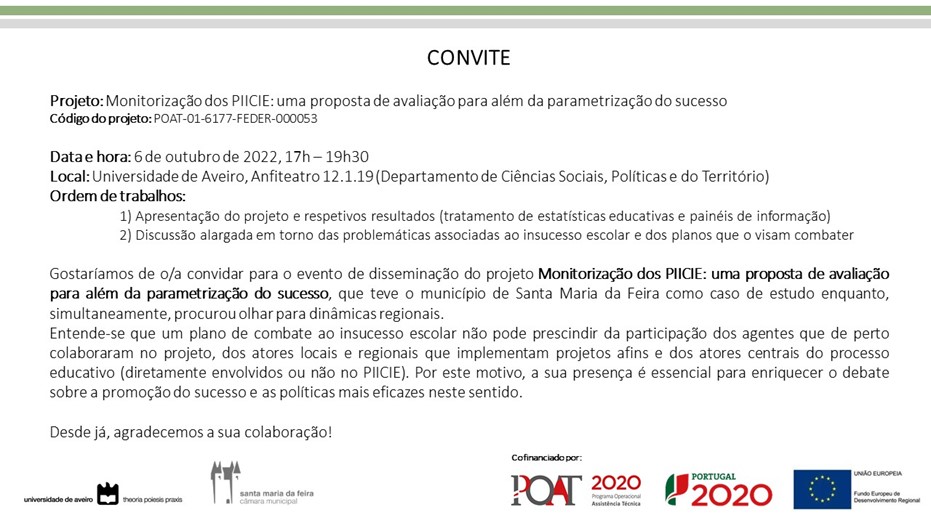 CONVITE
Projeto: Monitorização dos PIICIE: uma proposta de avaliação para além da parametrização do sucesso
Código do projeto: POAT-01-6177-FEDER-000053
Data e hora: 6 de outubro de 2022, 17h – 19h30
Local: Universidade de Aveiro, Anfiteatro 12.1.19 (Departamento de Ciências Sociais, Políticas e do Território)
Ordem de trabalhos:
1) Apresentação do projeto e respetivos resultados (tratamento de estatísticas educativas e painéis de informação)
2) Discussão alargada em torno das problemáticas associadas ao insucesso escolar e dos planos que o visam combater
Gostaríamos de o/a convidar para o evento de disseminação do projeto Monitorização dos PIICIE: uma proposta de avaliação
para além da parametrização do sucesso, que teve o município de Santa Maria da Feira como caso de estudo enquanto,
simultaneamente, procurou olhar para dinâmicas regionais.
Entende-se que um plano de combate ao insucesso escolar não pode prescindir da participação dos agentes que de perto
colaboraram no projeto, dos atores locais e regionais que implementam projetos afins e dos atores centrais do processo
educativo (diretamente envolvidos ou não no PIICIE). Por este motivo, a sua presença é essencial para enriquecer o debate
sobre a promoção do sucesso e as políticas mais eficazes neste sentido.
Desde já, agradecemos a sua colaboração!
Cofinanciado por:
universidade de aveiro theoria poiesis praxis
santa maria da feira
câmara municipal
POAT 2020
Programa Operacional
Assistência Técnica
PORTUGAL
2020
UNIÃO EUROPEIA
Fundo Europeu de
Desenvolvimento Regional